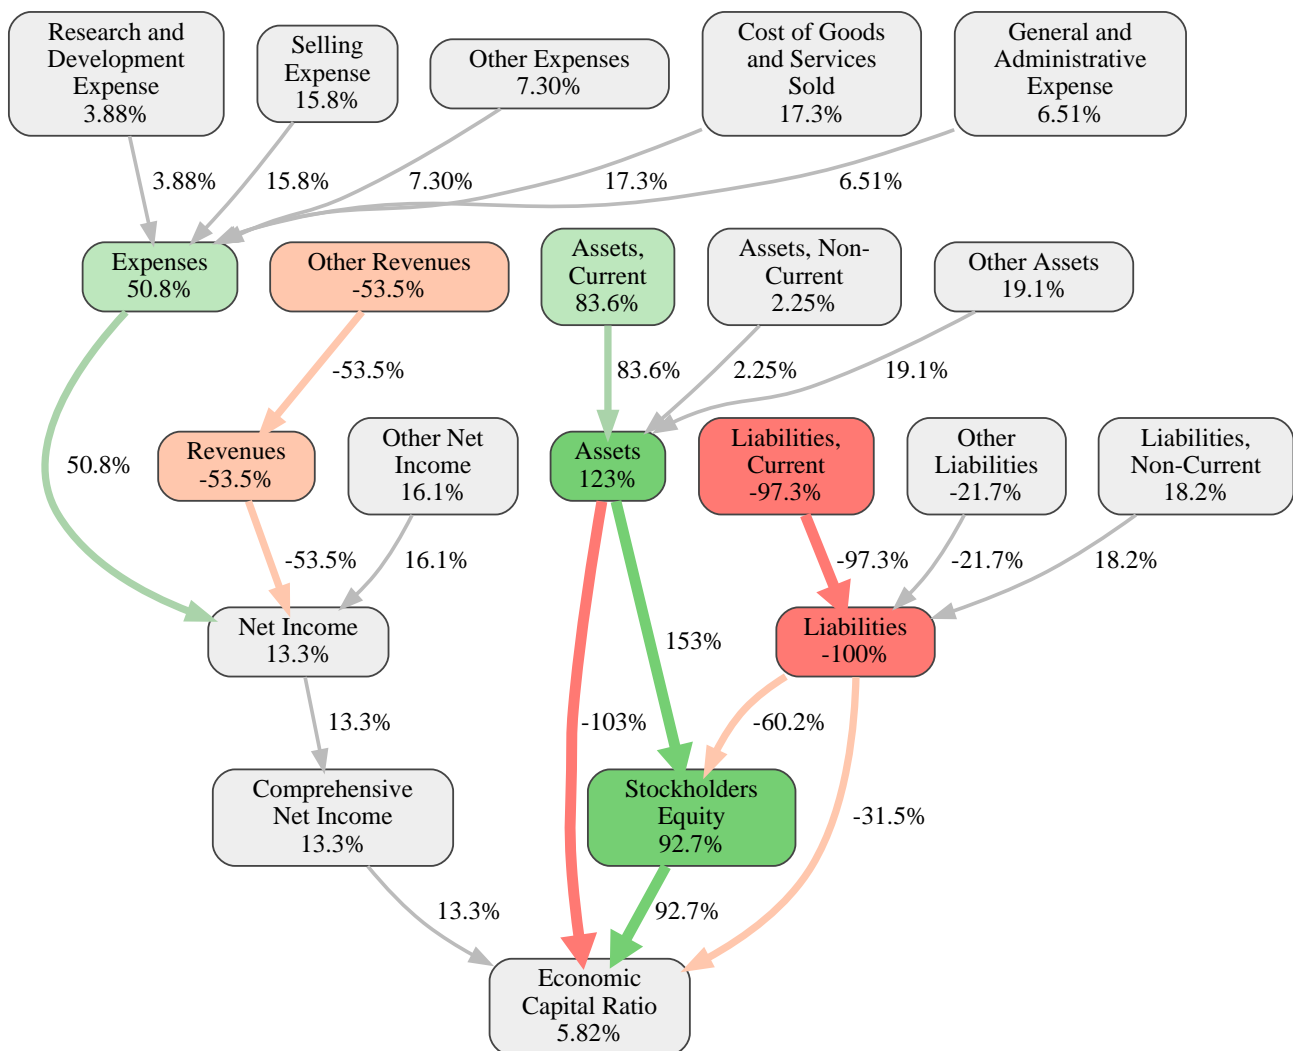 Research and
Development
Expense
3.88%
Selling
Expense
15.8%
Other Expenses
7.30%
Cost of Goods
and Services
Sold
17.3%
General and
Administrative
Expense
6.51%
3.88%
15.8%
7.30%
17.3%
6.51%
Expenses
50.8%
Other Revenues
-53.5%
Assets,
Current
83.6%
Assets, Non-
Current
2.25%
Other Assets
19.1%
-53.5%
83.6%
2.25%
19.1%
50.8%
Revenues
-53.5%
Other Net
Income
16.1%
Assets
123%
Liabilities,
Current
-97.3%
Other
Liabilities
-21.7%
Liabilities,
Non-Current
18.2%
-53.5%
16.1%
-97.3%
-21.7%
18.2%
Net Income
13.3%
153%
Liabilities
-100%
13.3%
-103%
-60.2%
-31.5%
Comprehensive
Net Income
13.3%
Stockholders
Equity
92.7%
13.3%
92.7%
Economic
Capital Ratio
5.82%